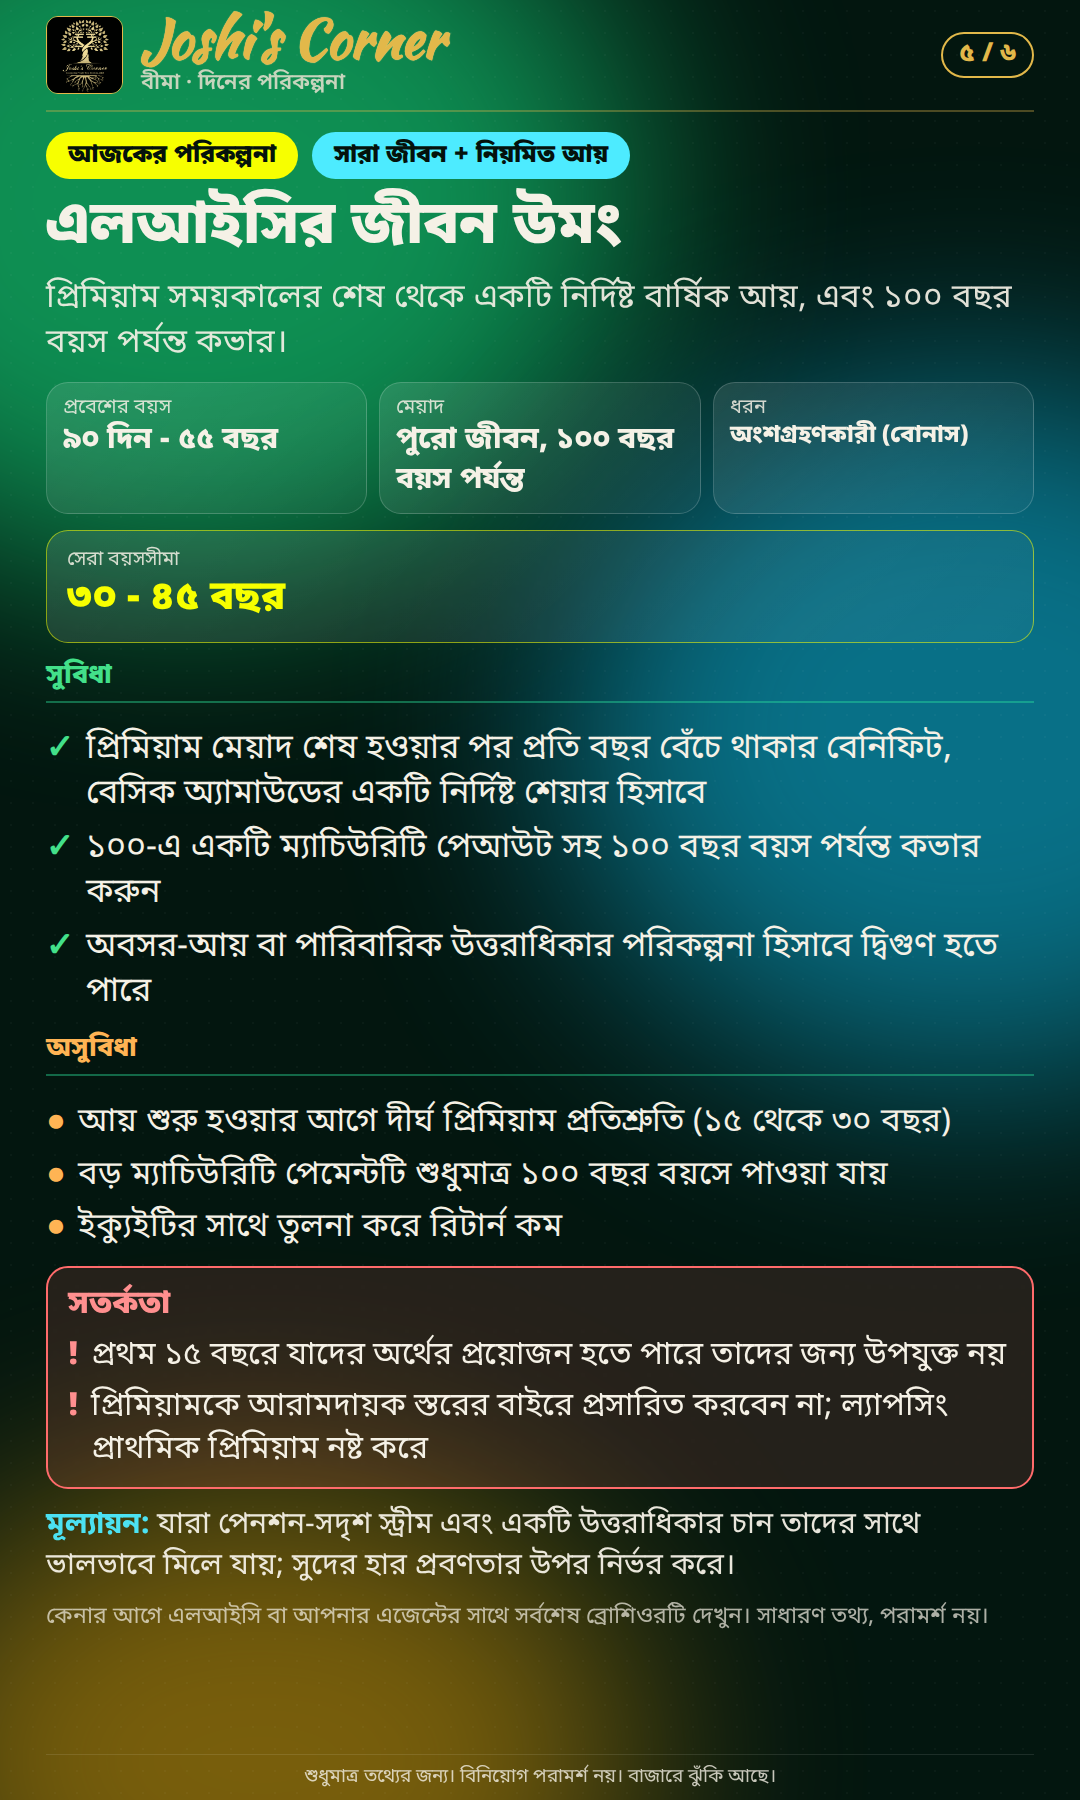 Joshi's Corner
বীমা · দিনের পরিকল্পনা
৫ / ৬
আজকের পরিকল্পনা
সারা জীবন + নিয়মিত আয়
এলআইসির জীবন উমং
প্রিমিয়াম সময়কালের শেষ থেকে একটি নির্দিষ্ট বার্ষিক আয়, এবং ১০০ বছর
বয়স পর্যন্ত কভার।
প্রবেশের বয়স
৯০ দিন - ৫৫ বছর
মেয়াদ
পুরো জীবন, ১০০ বছর
বয়স পর্যন্ত
ধরন
অংশগ্রহণকারী (বোনাস)
সেরা বয়সসীমা
৩০ - ৪৫ বছর
সুবিধা
✓ প্রিমিয়াম মেয়াদ শেষ হওয়ার পর প্রতি বছর বেঁচে থাকার বেনিফিট,
বেসিক অ্যামাউন্ডের একটি নির্দিষ্ট শেয়ার হিসাবে
✓ ১০০-এ একটি ম্যাচিউরিটি পেআউট সহ ১০০ বছর বয়স পর্যন্ত কভার
করুন
✓ অবসর-আয় বা পারিবারিক উত্তরাধিকার পরিকল্পনা হিসাবে দ্বিগুণ হতে
পারে
অসুবিধা
● আয় শুরু হওয়ার আগে দীর্ঘ প্রিমিয়াম প্রতিশ্রুতি (১৫ থেকে ৩০ বছর)
● বড় ম্যাচিউরিটি পেমেন্টটি শুধুমাত্র ১০০ বছর বয়সে পাওয়া যায়
● ইক্যুইটির সাথে তুলনা করে রিটার্ন কম
সতর্কতা
! প্রথম ১৫ বছরে যাদের অর্থের প্রয়োজন হতে পারে তাদের জন্য উপযুক্ত নয়
! প্রিমিয়ামকে আরামদায়ক স্তরের বাইরে প্রসারিত করবেন না; ল্যাপসিং
প্রাথমিক প্রিমিয়াম নষ্ট করে
মূল্যায়ন: যারা পেনশন-সদৃশ স্ট্রীম এবং একটি উত্তরাধিকার চান তাদের সাথে
ভালভাবে মিলে যায়; সুদের হার প্রবণতার উপর নির্ভর করে।
কেনার আগে এলআইসি বা আপনার এজেন্টের সাথে সর্বশেষ ব্রোশিওরটি দেখুন। সাধারণ তথ্য, পরামর্শ নয়।
শুধুমাত্র তথ্যের জন্য। বিনিয়োগ পরামর্শ নয়। বাজারে ঝুঁকি আছে।